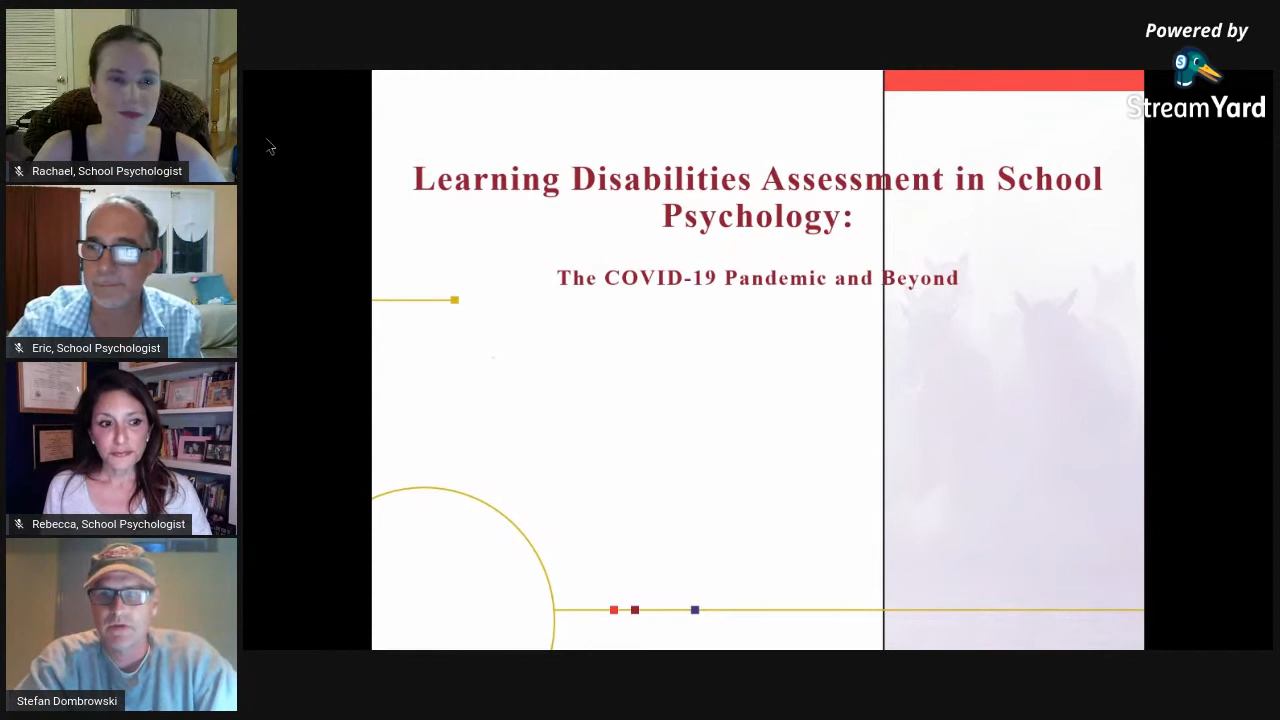 Powered by
StreamYard
Rachael, School Psychologist
Eric, School Psychologist
Rebecca, School Psychologist
Stefan Dombrowski
Learning Disabilities Assessment in School
Psychology:
The COVID-19 Pandemic and Beyond